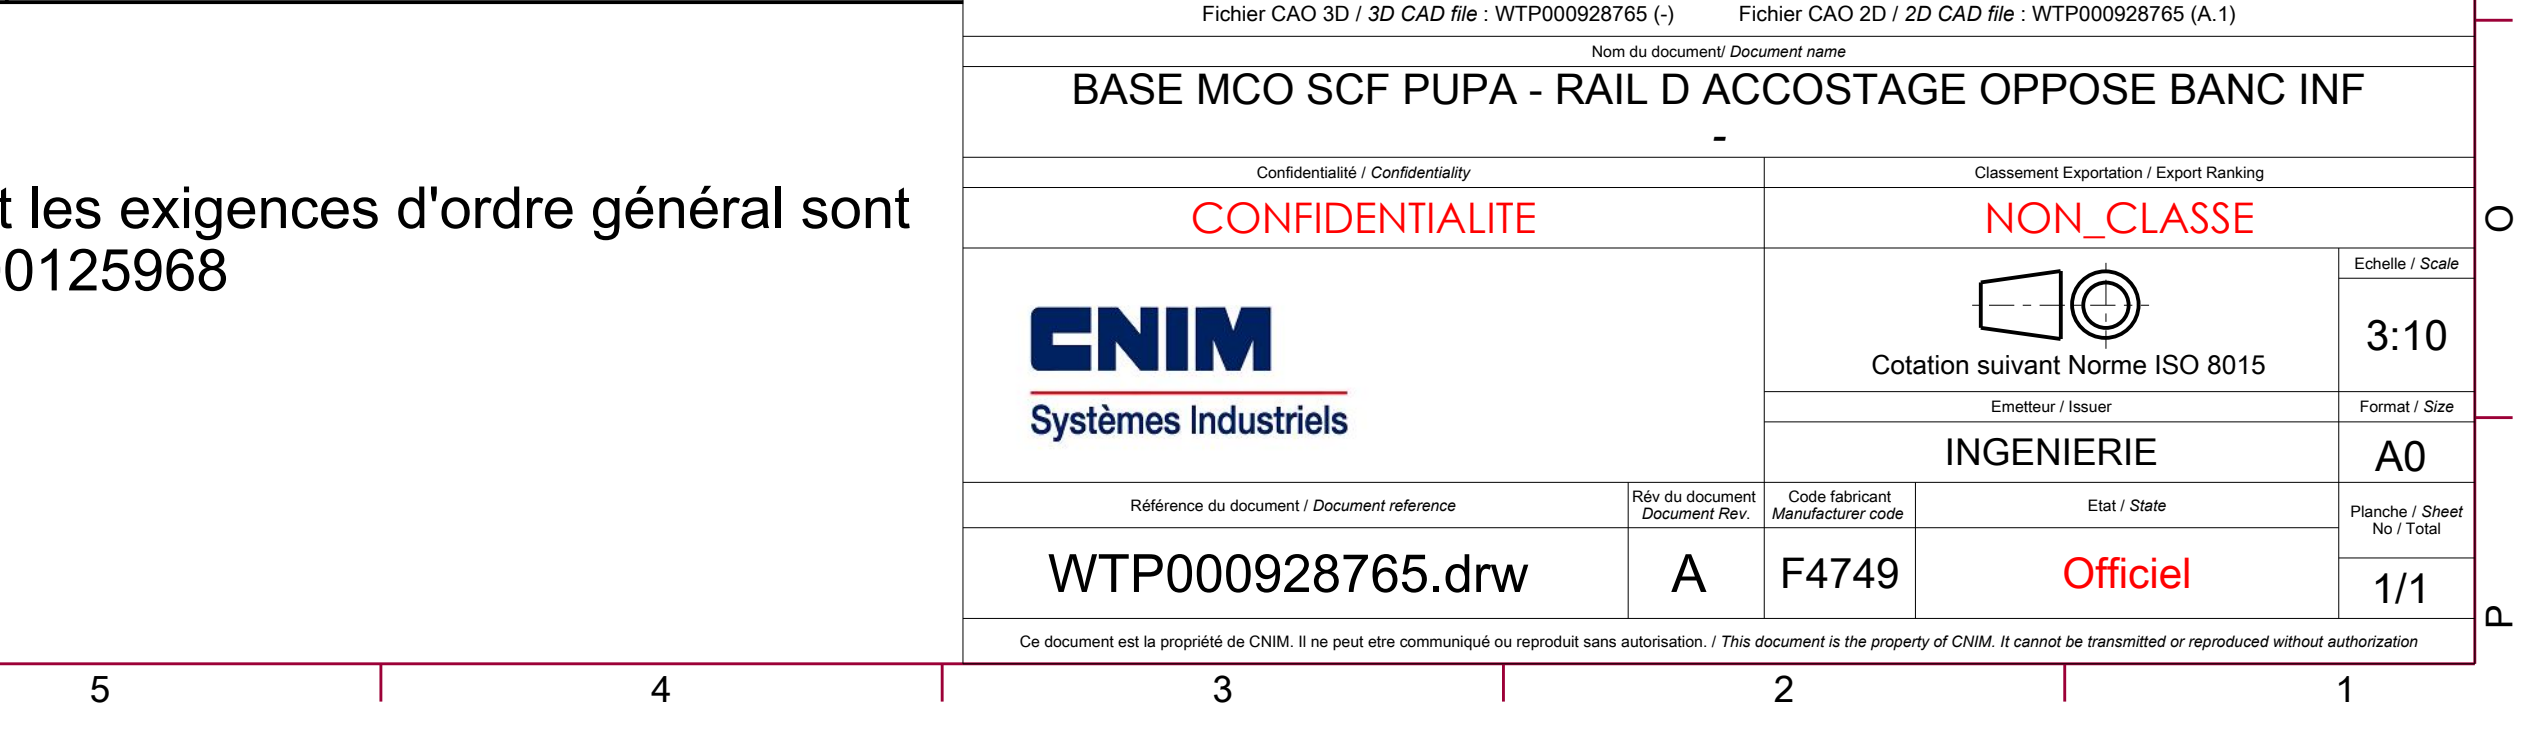 Fichier CAO 3D / 3D CAD file : WTP000928765 (-) Fichier CAO 2D / 2D CAD file : WTP000928765 (A.1)
Nom du document/ Document name
BASE MCO SCF PUPA - RAIL D ACCOSTAGE OPPOSE BANC INF
-
Confidentialité / Confidentiality
Classement Exportation / Export Ranking
CONFIDENTIALITE
NON_CLASSE
t les exigences d'ordre général sont
0125968
CNIM
Systèmes Industriels
Cotation suivant Norme ISO 8015
Echelle / Scale
3:10
Emetteur / Issuer
INGENIERIE
Format / Size
A0
Référence du document / Document reference
WTP000928765.drw
Rév du document
Document Rev.
A
Code fabricant
Manufacturer code
F4749
Etat / State
Officiel
Planche / Sheet
No / Total
1/1
Ce document est la propriété de CNIM. Il ne peut etre communiqué ou reproduit sans autorisation. / This document is the property of CNIM. It cannot be transmitted or reproduced without authorization
O
P
5 4 3 2 1